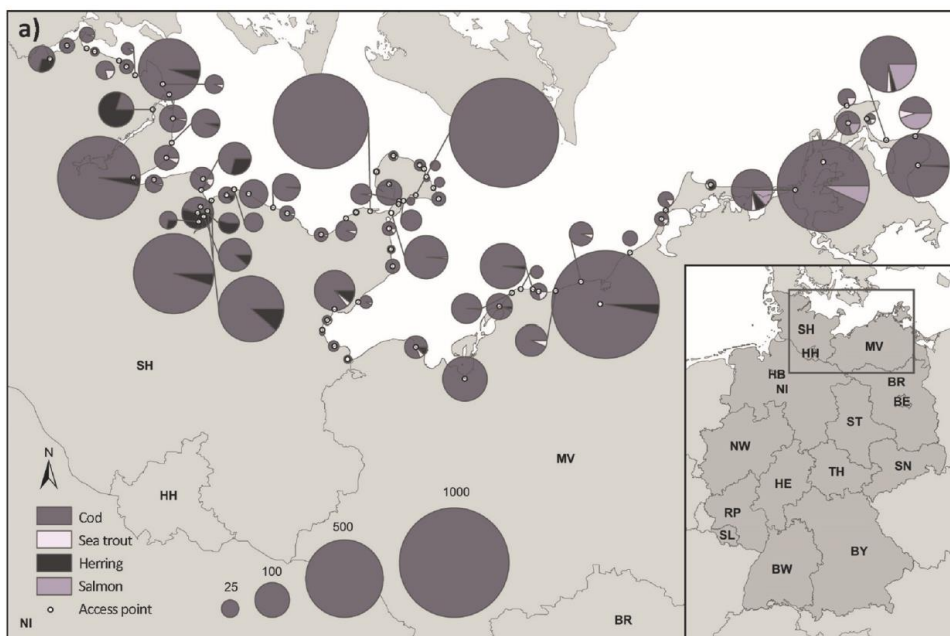 a)
SH
HH
MV
NI
BR
N
Cod
Sea trout
Herring
Salmon
Access point
25
100
500
1000
SH
HH
MV
HB
NI
BR
BE
NW
ST
HE
TH
SN
RP
SL
BW
BY